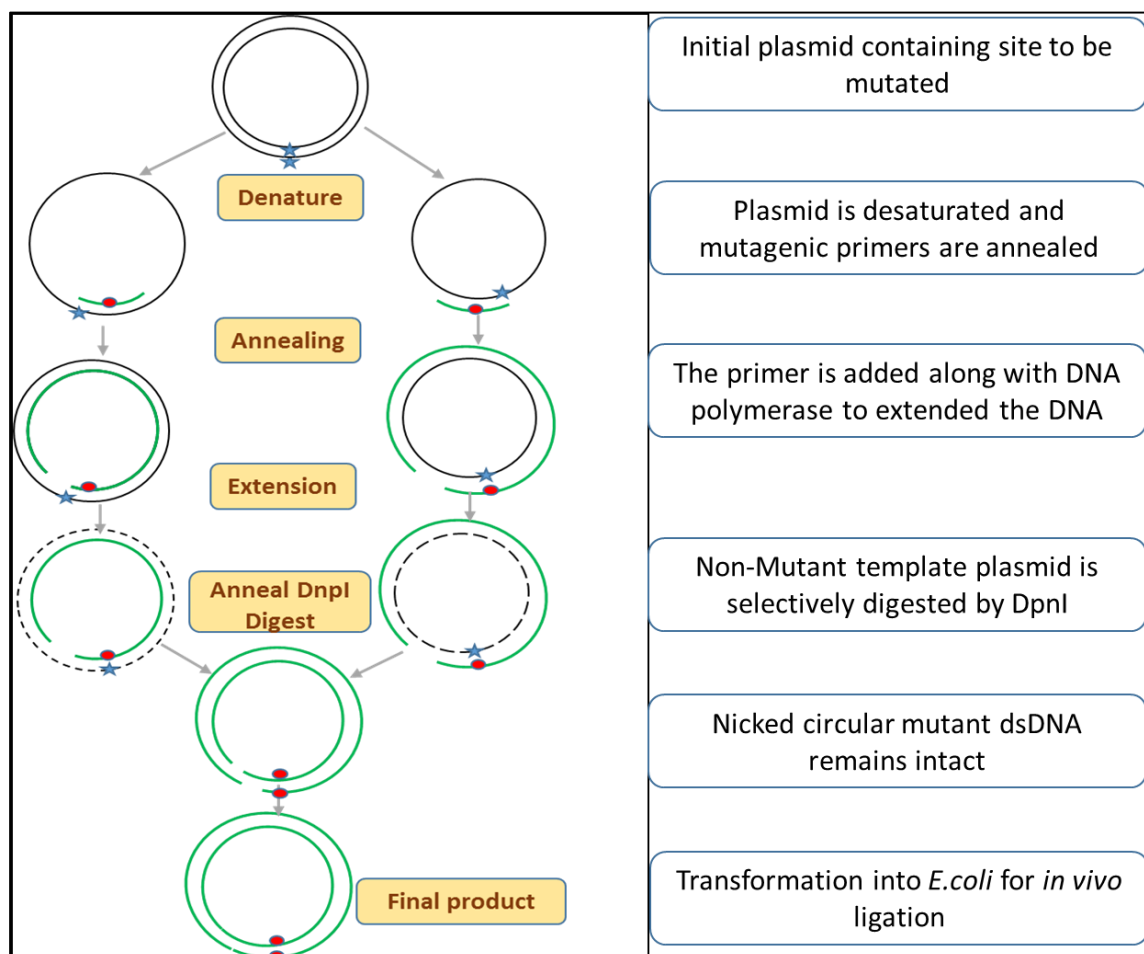 Initial plasmid containing site to be
mutated
Denature
Plasmid is desaturated and
mutagenic primers are annealed
Annealing
The primer is added along with DNA
polymerase to extended the DNA
Extension
Anneal DnpI
Digest
Non-Mutant template plasmid is
selectively digested by DpnI
Nicked circular mutant dsDNA
remains intact
Final product
Transformation into E.coli for in vivo
ligation